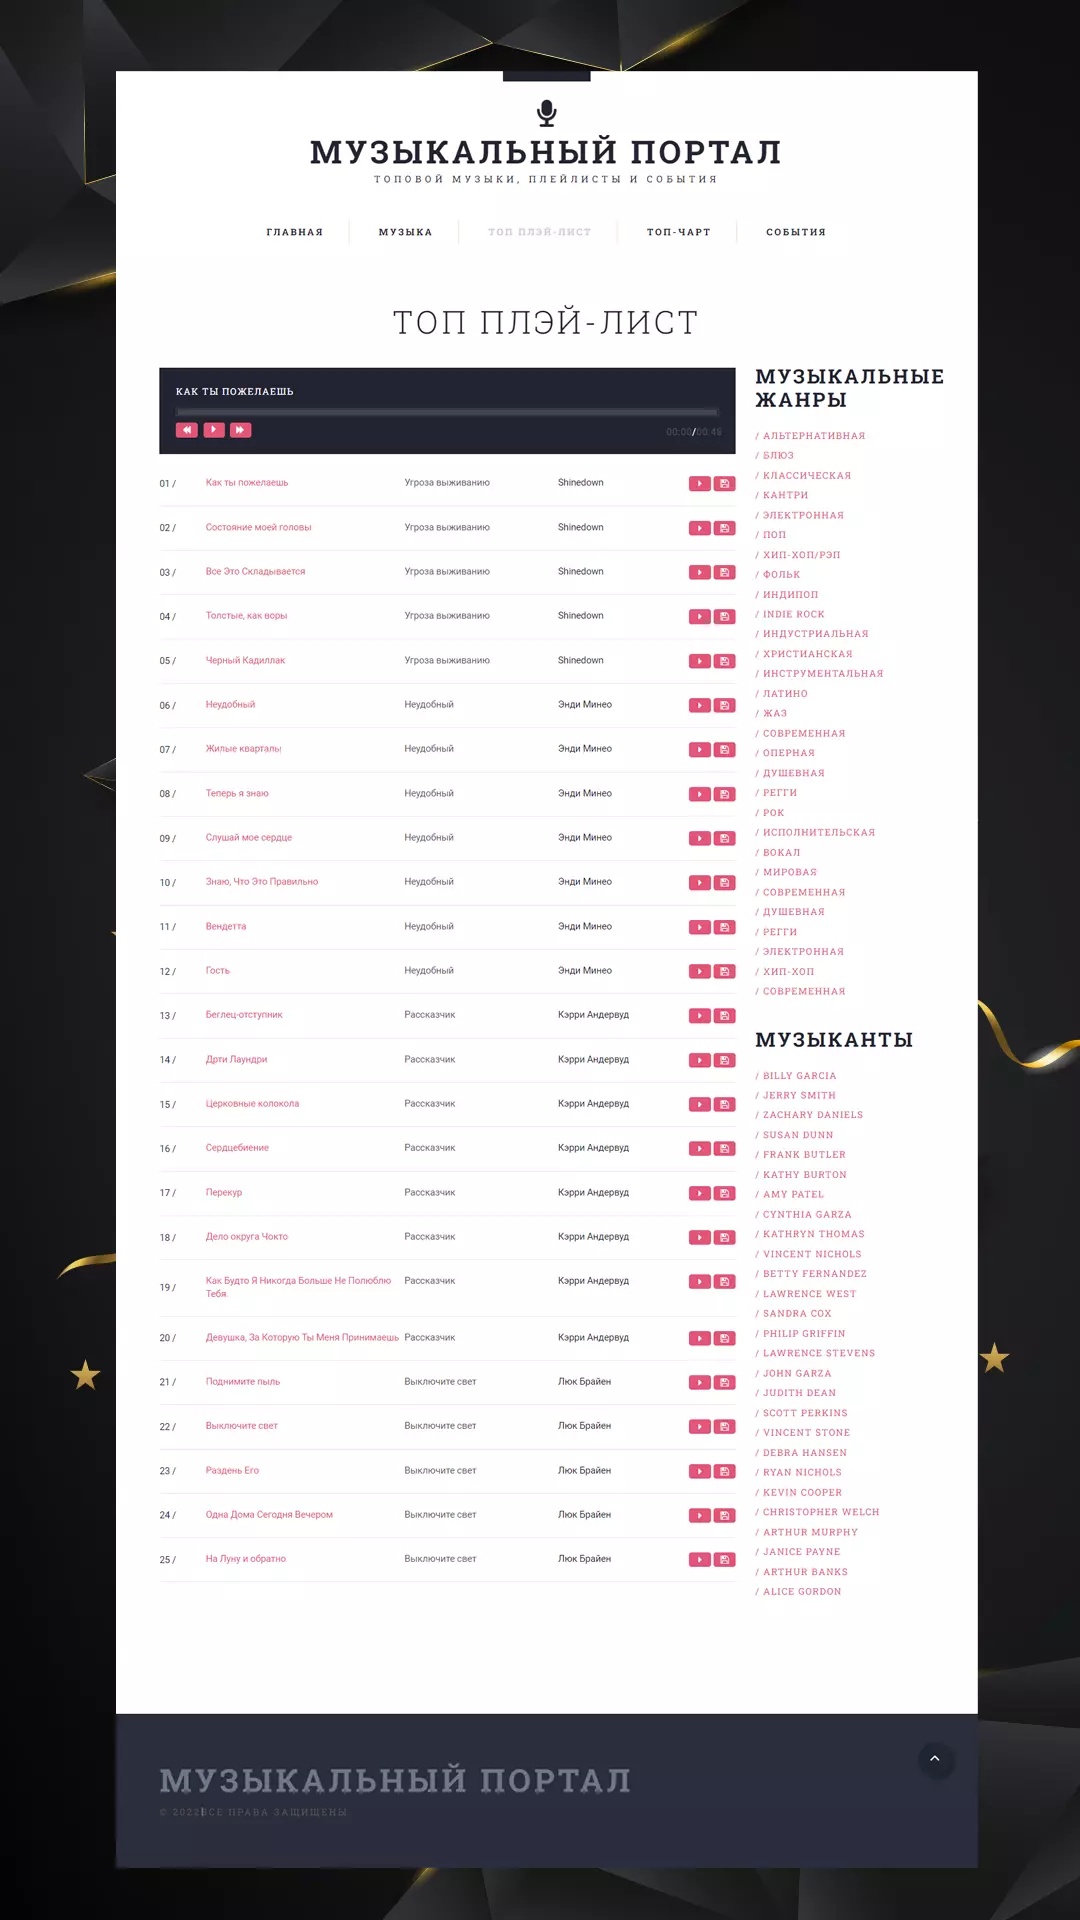 МУЗЫКАЛЬНЫЙ ПОРТАЛ
ТОПОВОЙ МУЗЫКИ, ПЛЕЙЛИСТЫ И СОБЫТИЯ
ГЛАВНАЯ МУЗЫКА ТОП ПЛЭЙ-ЛИСТ ТОП-ЧАРТ СОБЫТИЯ
ТОП ПЛЭЙ-ЛИСТ
КАК ТЫ ПОЖЕЛАЕШЬ
00:00/00:48
01 / Как ты пожелаешь Угроза выживанию Shinedown
02 / Состояние моей головы Угроза выживанию Shinedown
03 / Все Это Складывается Угроза выживанию Shinedown
04 / Толстые, как воры Угроза выживанию Shinedown
05 / Черный Кадиллак Угроза выживанию Shinedown
06 / Неудобный Неудобный Энди Минео
07 / Жилые кварталы Неудобный Энди Минео
08 / Теперь я знаю Неудобный Энди Минео
09 / Слушай мое сердце Неудобный Энди Минео
10 / Знаю, Что Это Правильно Неудобный Энди Минео
11 / Вендетта Неудобный Энди Минео
12 / Гость Неудобный Энди Минео
13 / Беглец-отступник Рассказчик Кэрри Андервуд
14 / Дрти Лаундри Рассказчик Кэрри Андервуд
15 / Церковные колокола Рассказчик Кэрри Андервуд
16 / Сердцебиение Рассказчик Кэрри Андервуд
17 / Перекур Рассказчик Кэрри Андервуд
18 / Дело округа Чокто Рассказчик Кэрри Андервуд
19 / Как Будто Я Никогда Больше Не Полюблю Рассказчик Кэрри Андервуд
Тебя
20 / Девушка, За Которую Ты Меня Принимаешь Рассказчик Кэрри Андервуд
21 / Поднимите пыль Выключите свет Люк Брайен
22 / Выключите свет Выключите свет Люк Брайен
23 / Раздень Его Выключите свет Люк Брайен
24 / Одна Дома Сегодня Вечером Выключите свет Люк Брайен
25 / На Луну и обратно Выключите свет Люк Брайен
МУЗЫКАЛЬНЫЕ
ЖАНРЫ
/ АЛЬТЕРНАТИВНАЯ
/ БЛЮЗ
/ КЛАССИЧЕСКАЯ
/ КАНТРИ
/ ЭЛЕКТРОННАЯ
/ ПОП
/ ХИП-ХОП/РЭП
/ ФОЛЬК
/ ИНДИПОП
/ INDIE ROCK
/ ИНДУСТРИАЛЬНАЯ
/ ХРИСТИАНСКАЯ
/ ИНСТРУМЕНТАЛЬНАЯ
/ ЛАТИНО
/ ЖАЗ
/ СОВРЕМЕННАЯ
/ ОПЕРНАЯ
/ ДУШЕВНАЯ
/ РЕГГИ
/ РОК
/ ИСПОЛНИТЕЛЬСКАЯ
/ ВОКАЛ
/ МИРОВАЯ
/ СОВРЕМЕННАЯ
/ ДУШЕВНАЯ
/ РЕГГИ
/ ЭЛЕКТРОННАЯ
/ ХИП-ХОП
/ СОВРЕМЕННАЯ
МУЗЫКАНТЫ
/ BILLY GARCIA
/ JERRY SMITH
/ ZACHARY DANIELS
/ SUSAN DUNN
/ FRANK BUTLER
/ KATHY BURTON
/ AMY PATEL
/ CYNTHIA GARZA
/ KATHRYN THOMAS
/ VINCENT NICHOLS
/ BETTY FERNANDEZ
/ LAWRENCE WEST
/ SANDRA COX
/ PHILIP GRIFFIN
/ LAWRENCE STEVENS
/ JOHN GARZA
/ JUDITH DEAN
/ SCOTT PERKINS
/ VINCENT STONE
/ DEBRA HANSEN
/ RYAN NICHOLS
/ KEVIN COOPER
/ CHRISTOPHER WELCH
/ ARTHUR MURPHY
/ JANICE PAYNE
/ ARTHUR BANKS
/ ALICE GORDON
МУЗЫКАЛЬНЫЙ ПОРТАЛ
© 2022ВСЕ ПРАВА ЗАЩИЩЕНЫ